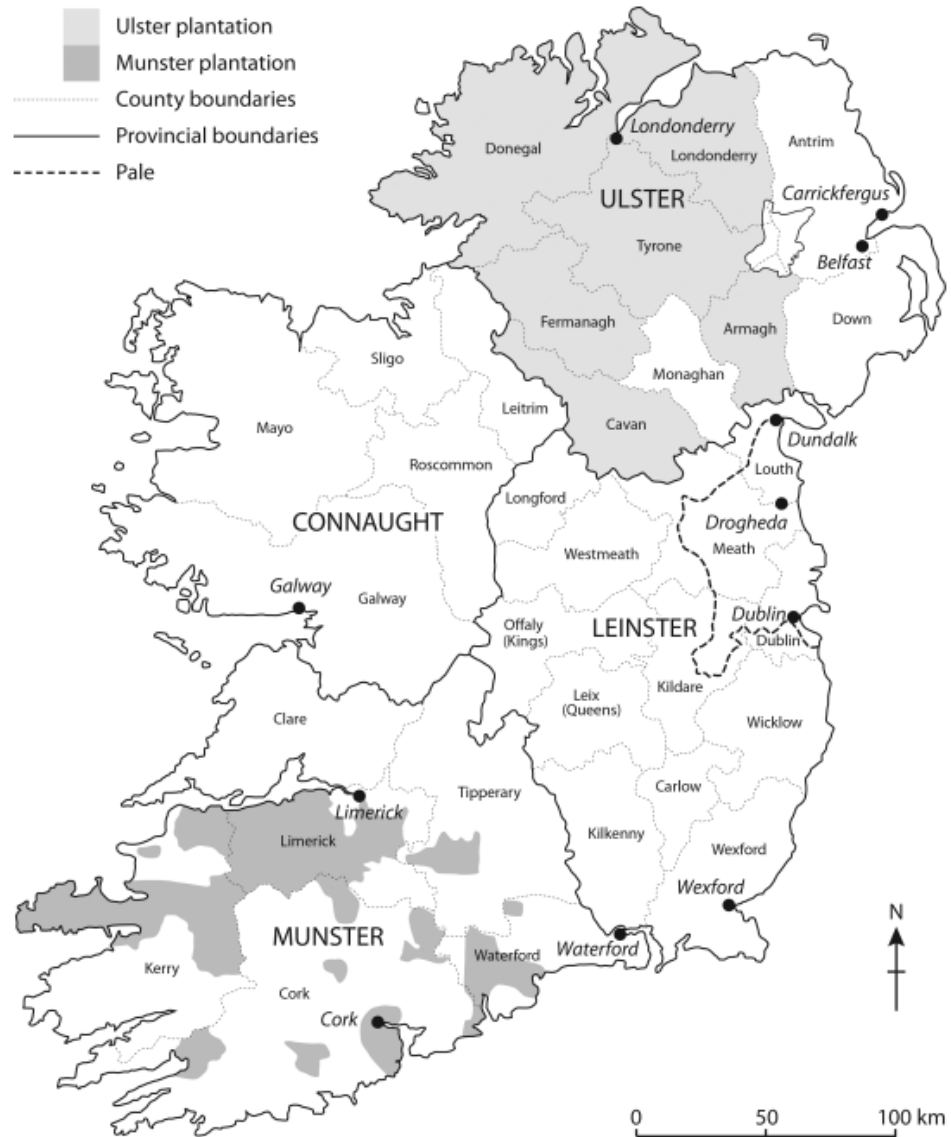 Ulster plantation
Munster plantation
County boundaries
Provincial boundaries
Pale
Londonderry
Donegal
Londonderry
Antrim
Carrickfergus
ULSTER
Tyrone
Belfast
Fermanagh
Armagh
Down
Sligo
Monaghan
Leitrim
Mayo
Cavan
Dundalk
Roscommon
Louth
Longford
CONNAUGHT
Drogheda
Westmeath
Meath
Galway
Galway
Dublin
Offaly
(Kings)
LEINSTER
Dublin
Leix
(Queens)
Kildare
Clare
Wicklow
Tipperary
Carlow
Limerick
Limerick
Kilkenny
Wexford
Wexford
N
MUNSTER
Waterford
Waterford
Kerry
Cork
Cork
0 50 100 km